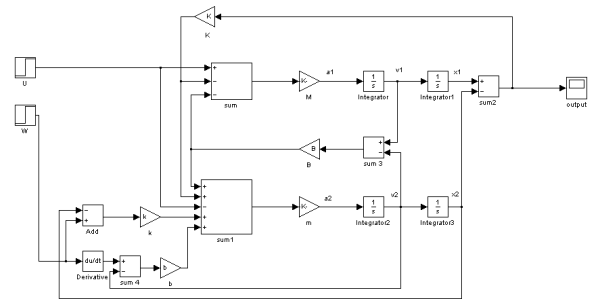 K
K
a1
v1
x1
+
−
−
K-
1
s
1
s
+
−
U
sum
M
Integrator
Integrator1
sum2
output
W
B
+
−
B
sum 3
+
+
−
+
+
a2
v2
x2
−
+
k
K-
1
s
1
s
Add
k
sum1
m
Integrator2
Integrator3
du/dt
+
−
b
Derivative
sum 4
b